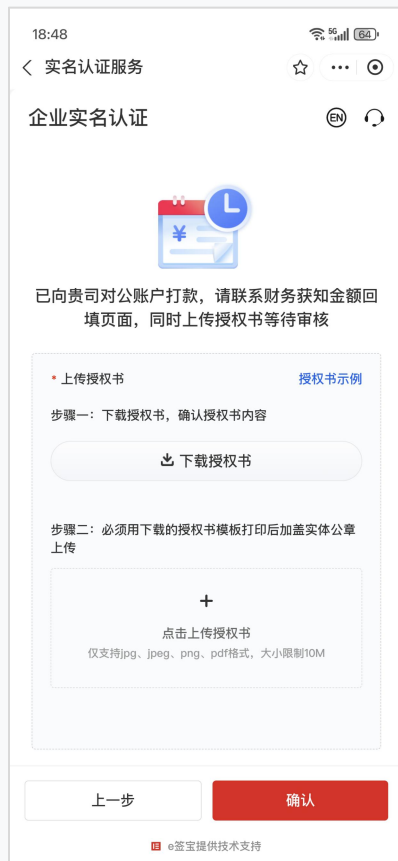 18:48
5G
64
实名认证服务
企业实名认证
EN
已向贵司对公账户打款，请联系财务获知金额回
填页面，同时上传授权书等待审核
* 上传授权书
授权书示例
步骤一：下载授权书，确认授权书内容
下载授权书
步骤二：必须用下载的授权书模板打印后加盖实体公章
上传
+
点击上传授权书
仅支持jpg、jpeg、png、pdf格式，大小限制10M
上一步
确认
e签宝提供技术支持